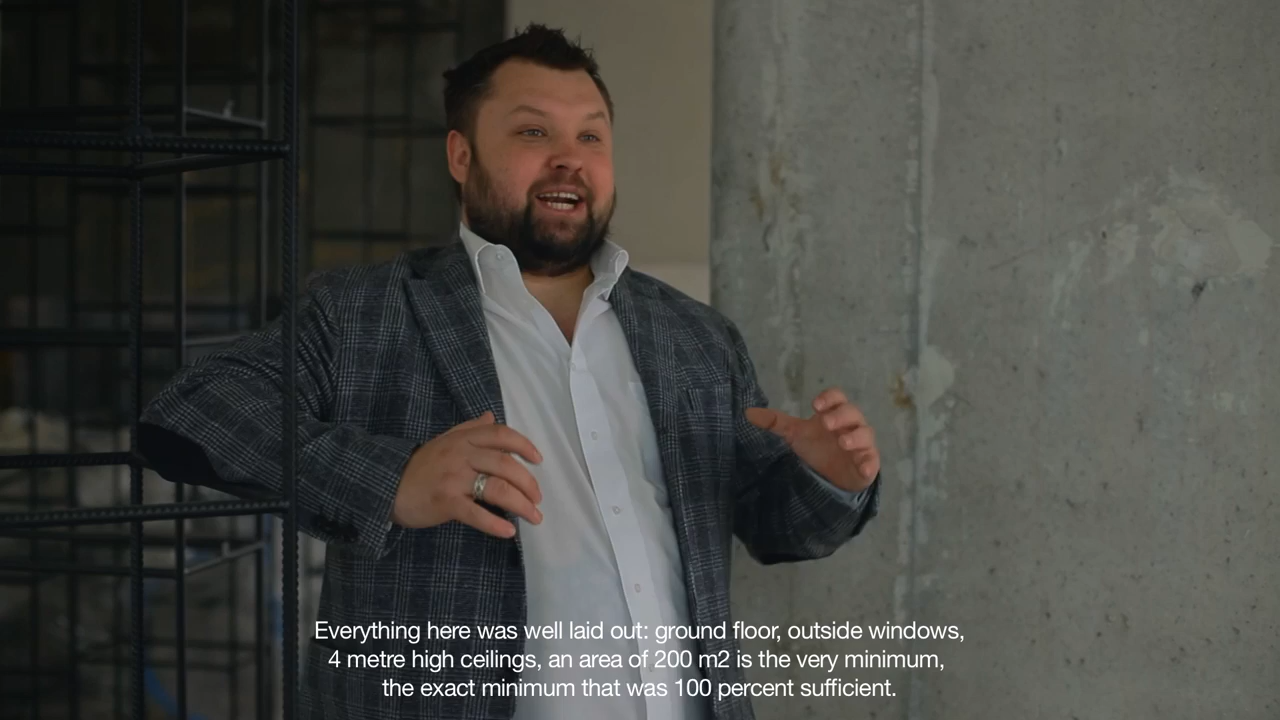 Everything here was well laid out: ground floor, outside windows,
4 metre high ceilings, an area of 200 m2 is the very minimum,
the exact minimum that was 100 percent sufficient.